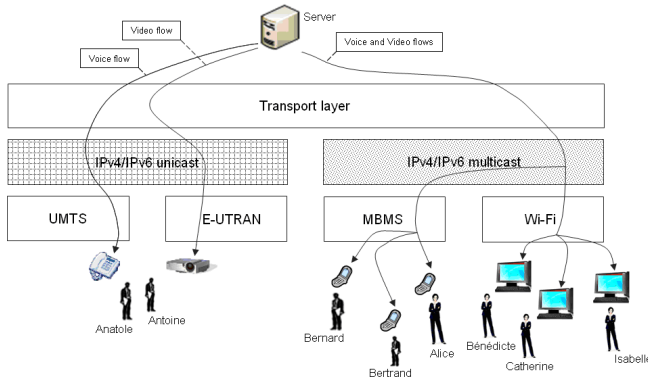 Server
Video flow
Voice flow
Voice and Video flows
Transport layer
IPv4/IPv6 unicast
IPv4/IPv6 multicast
UMTS
E-UTRAN
MBMS
Wi-Fi
Anatole
Antoine
Bernard
Bertrand
Alice
Bénédicte
Catherine
Isabelle